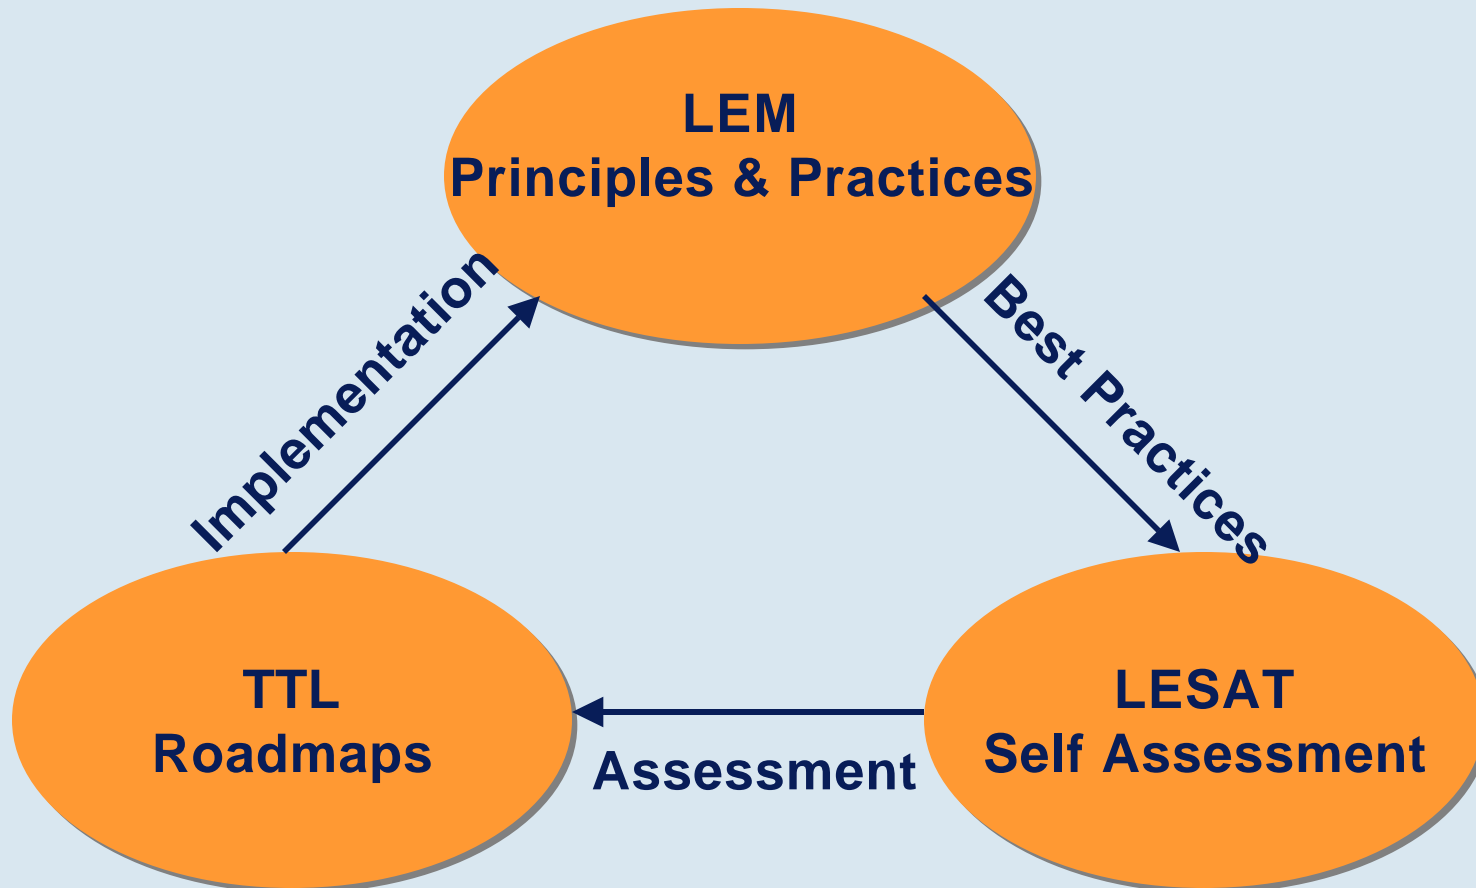 LEM
Principles & Practices
Implementation
Best Practices
TTL
Roadmaps
Assessment
LESAT
Self Assessment